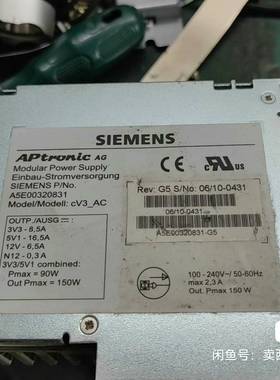 SIEMENS
APtronic AG
Modular Power Supply
Einbau-Stromversorgung
SIEMENS P/No.
A5E00320831
Model/Modell: cV3_AC
CE
c UL US
Rev: G5 S/No: 06/10-0431
06/10-0431
A5E00320831-G5
OUTP./AUSG =:
3V3 - 8,5A
5V1 - 16,5A
12V - 6,5A
N12 - 0,3 A
3V3/5V1 combined:
Pmax = 90W
Out Pmax = 150W
100 - 240V~ / 50-60Hz
max 2,3 A
Out. Pmax 150 W
闲鱼号: